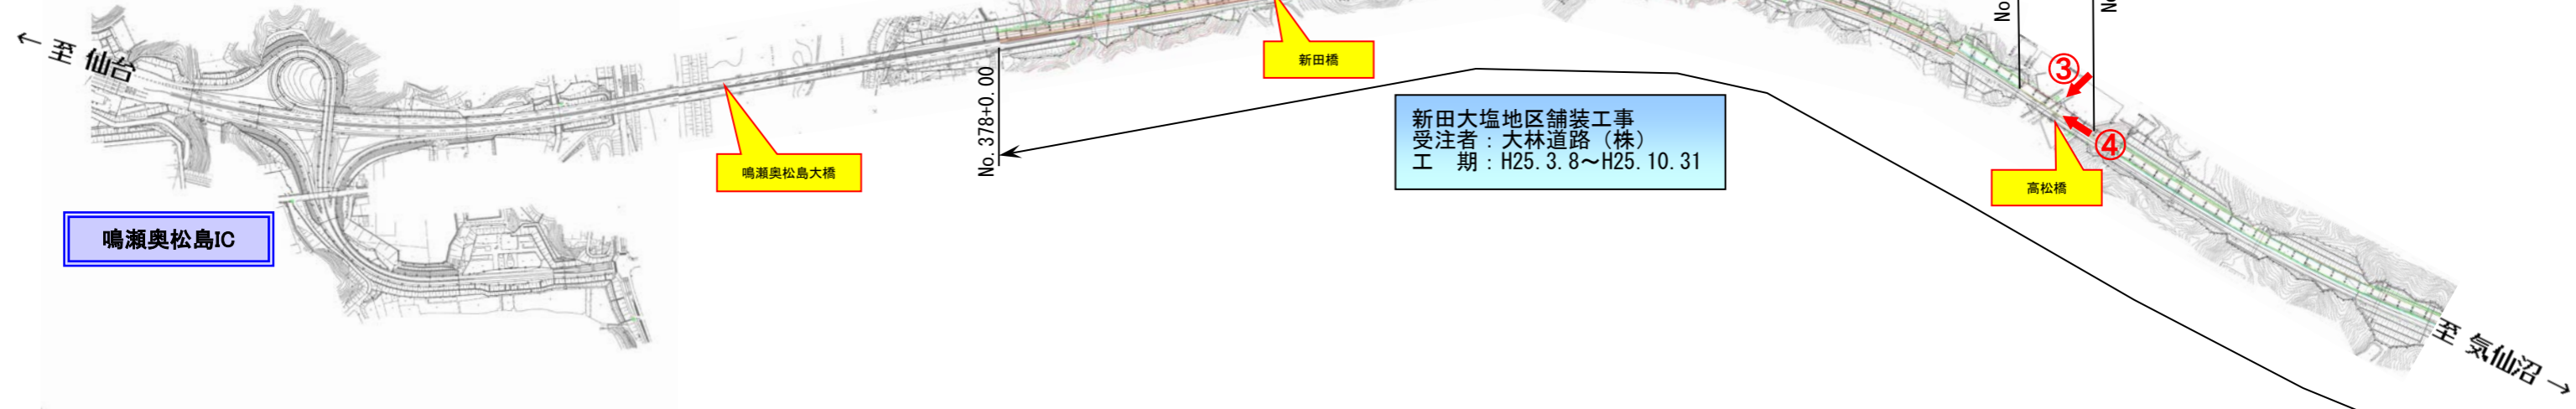 ← 至 仙台
鳴瀬奥松島IC
鳴瀬奥松島大橋
No. 378+0. 00
新田橋
新田大塩地区舗装工事
受注者：大林道路（株）
工　期：H25. 3. 8～H25. 10. 31
No
③
④
高松橋
至 気仙沼 →